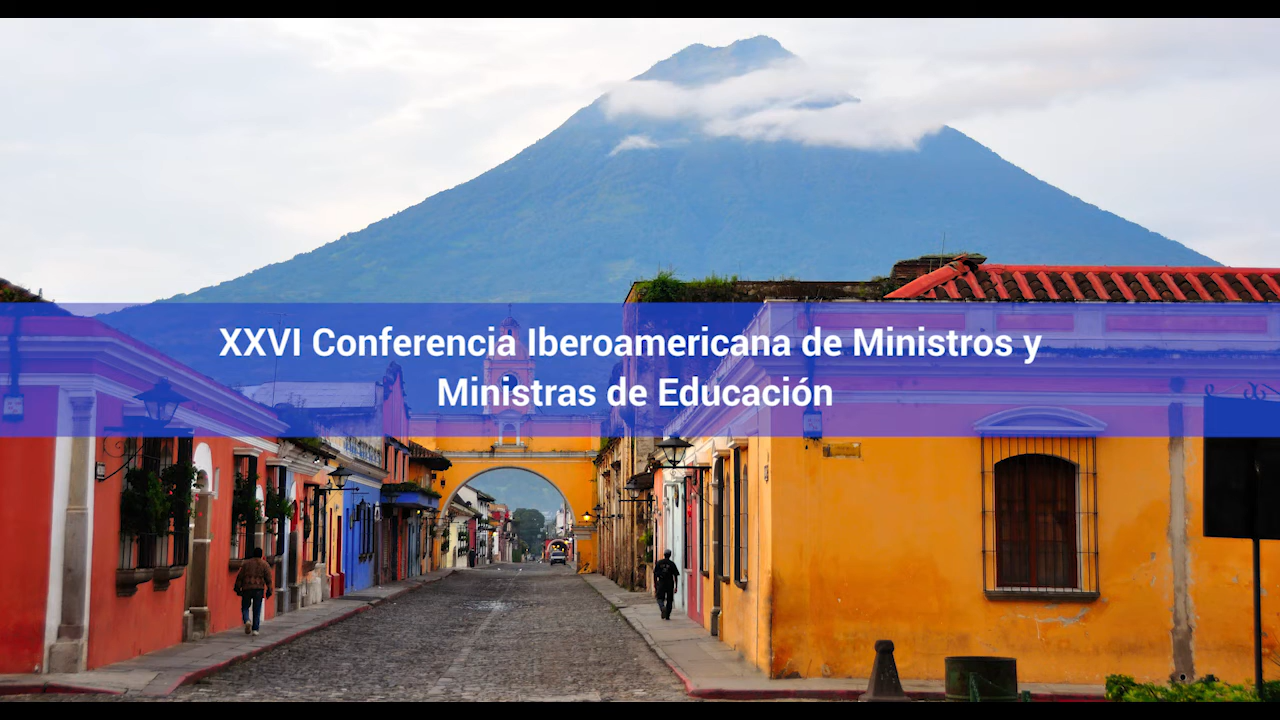 XXVI Conferencia Iberoamericana de Ministros y
Ministras de Educación